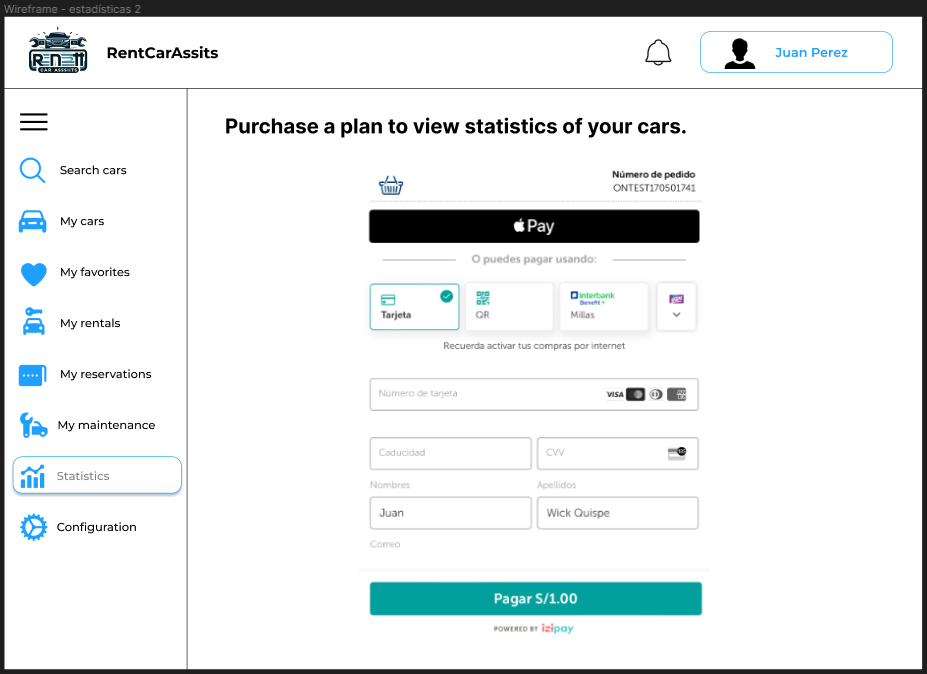 Wireframe - estadísticas 2
RENTT
CAR ASSSITS
RentCarAssits
Juan Perez
Purchase a plan to view statistics of your cars.
Search cars
My cars
My favorites
My rentals
My reservations
My maintenance
Statistics
Configuration
Número de pedido
ONTEST170501741
Pay
O puedes pagar usando:
Tarjeta
QR
Interbank
Benefit
Millas
Recuerda activar tus compras por internet
Número de tarjeta
VISA
Caducidad
CVV
Nombres
Apellidos
Juan
Wick Quispe
Correo
Pagar S/1.00
POWERED BY izipay